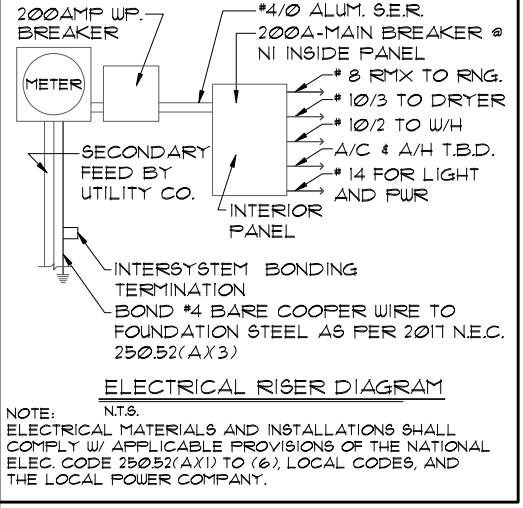 200AMP WP.
BREAKER
#4/0 ALUM. S.E.R.
200A-MAIN BREAKER @
N1 INSIDE PANEL
METER
# 8 RMX TO RNG.
# 10/3 TO DRYER
# 10/2 TO W/H
A/C & A/H T.B.D.
# 14 FOR LIGHT
AND PWR
SECONDARY
FEED BY
UTILITY CO.
INTERIOR
PANEL
INTERSYSTEM BONDING
TERMINATION
BOND #4 BARE COOPER WIRE TO
FOUNDATION STEEL AS PER 2017 N.E.C.
250.52(A)(3)
ELECTRICAL RISER DIAGRAM
NOTE: N.T.S.
ELECTRICAL MATERIALS AND INSTALLATIONS SHALL
COMPLY W/ APPLICABLE PROVISIONS OF THE NATIONAL
ELEC. CODE 250.52(A)(1) TO (6), LOCAL CODES, AND
THE LOCAL POWER COMPANY.